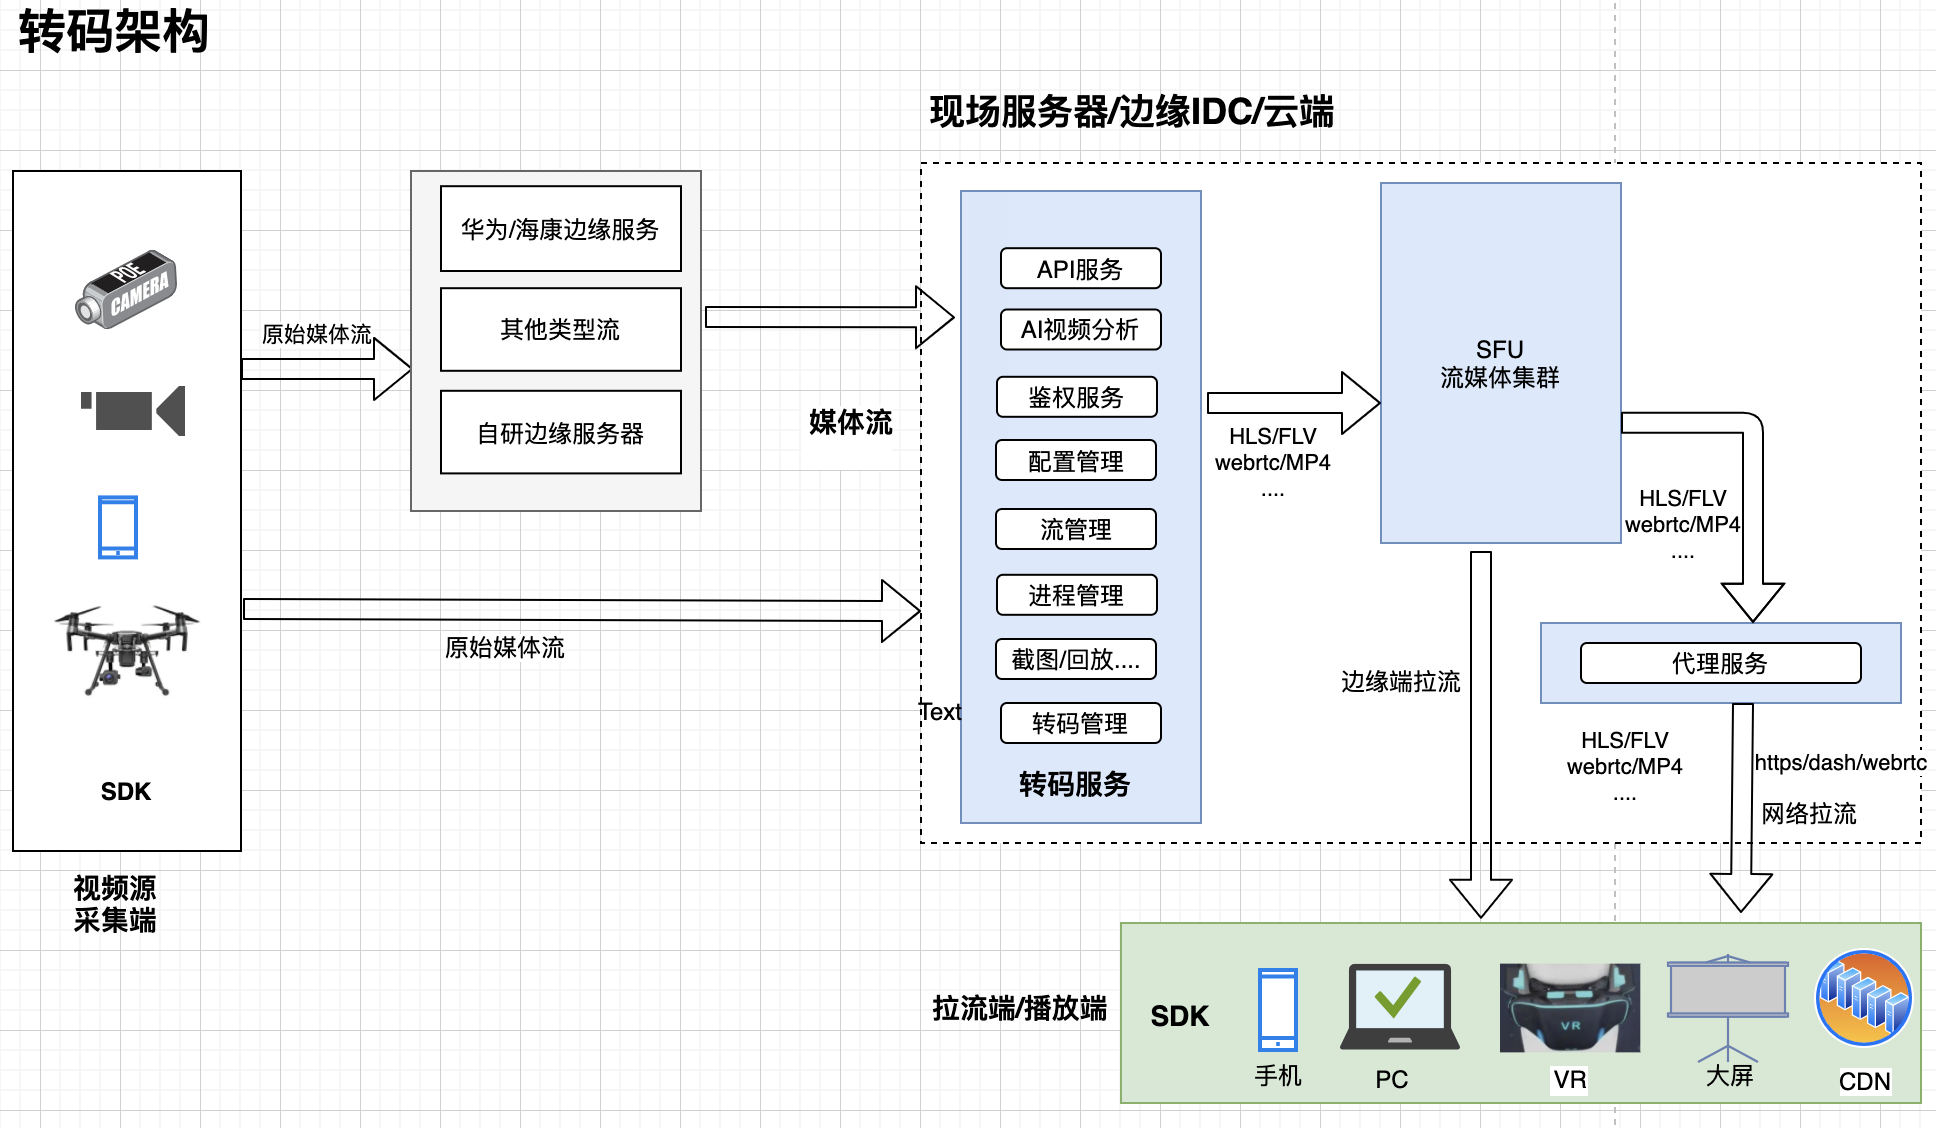 转码架构
现场服务器/边缘IDC/云端
POE
CAMERA
SDK
视频源
采集端
原始媒体流
华为/海康边缘服务
其他类型流
自研边缘服务器
媒体流
原始媒体流
Text
API服务
AI视频分析
鉴权服务
配置管理
流管理
进程管理
截图/回放....
转码管理
转码服务
HLS/FLV
webrtc/MP4
....
SFU
流媒体集群
HLS/FLV
webrtc/MP4
....
代理服务
边缘端拉流
HLS/FLV
webrtc/MP4
....
https/dash/webrtc
网络拉流
拉流端/播放端
SDK
手机
PC
VR
VR
大屏
CDN